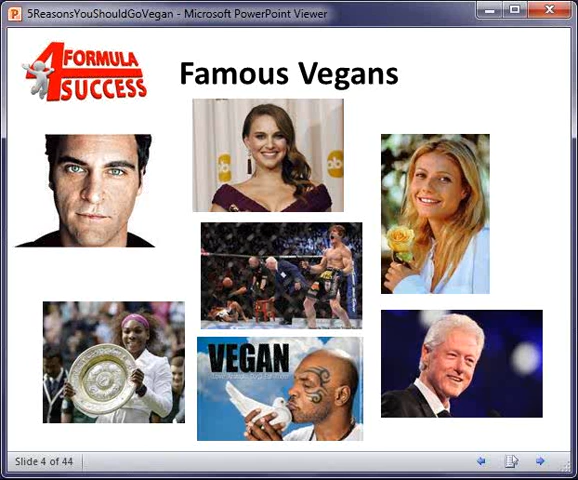 5ReasonsYouShouldGoVegan - Microsoft PowerPoint Viewer
4 FORMULA
SUCCESS
Famous Vegans
VEGAN
Slide 4 of 44